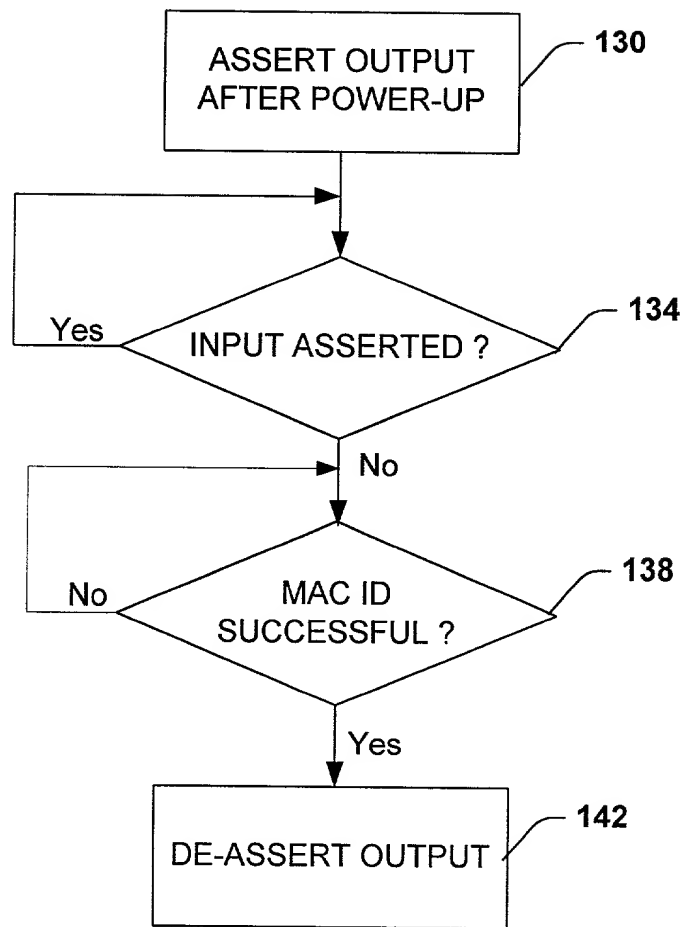 ASSERT OUTPUT
AFTER POWER-UP
130
Yes
INPUT ASSERTED ?
134
No
No
MAC ID
SUCCESSFUL ?
138
Yes
DE-ASSERT OUTPUT
142